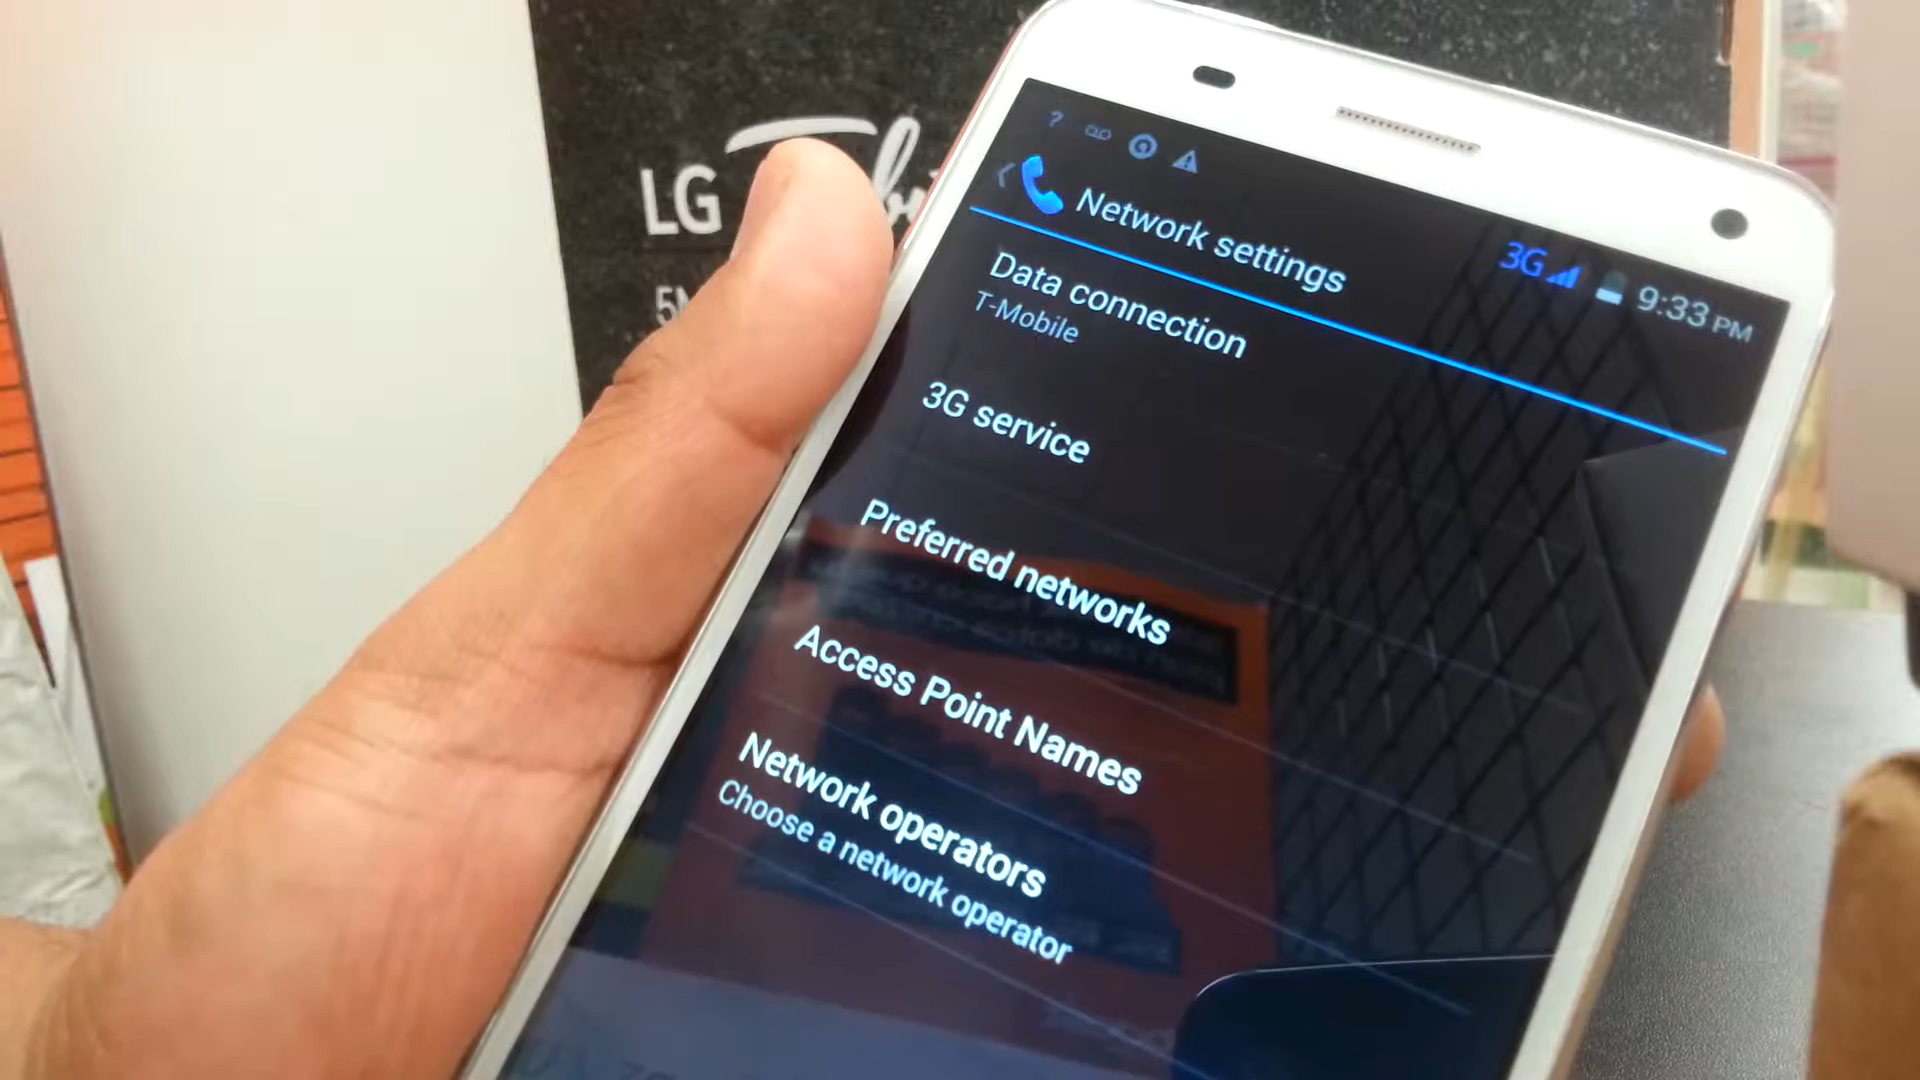 LG
?
Network settings
3G
9:33 PM
Data connection
T-Mobile
3G service
Preferred networks
Access Point Names
Network operators
Choose a network operator